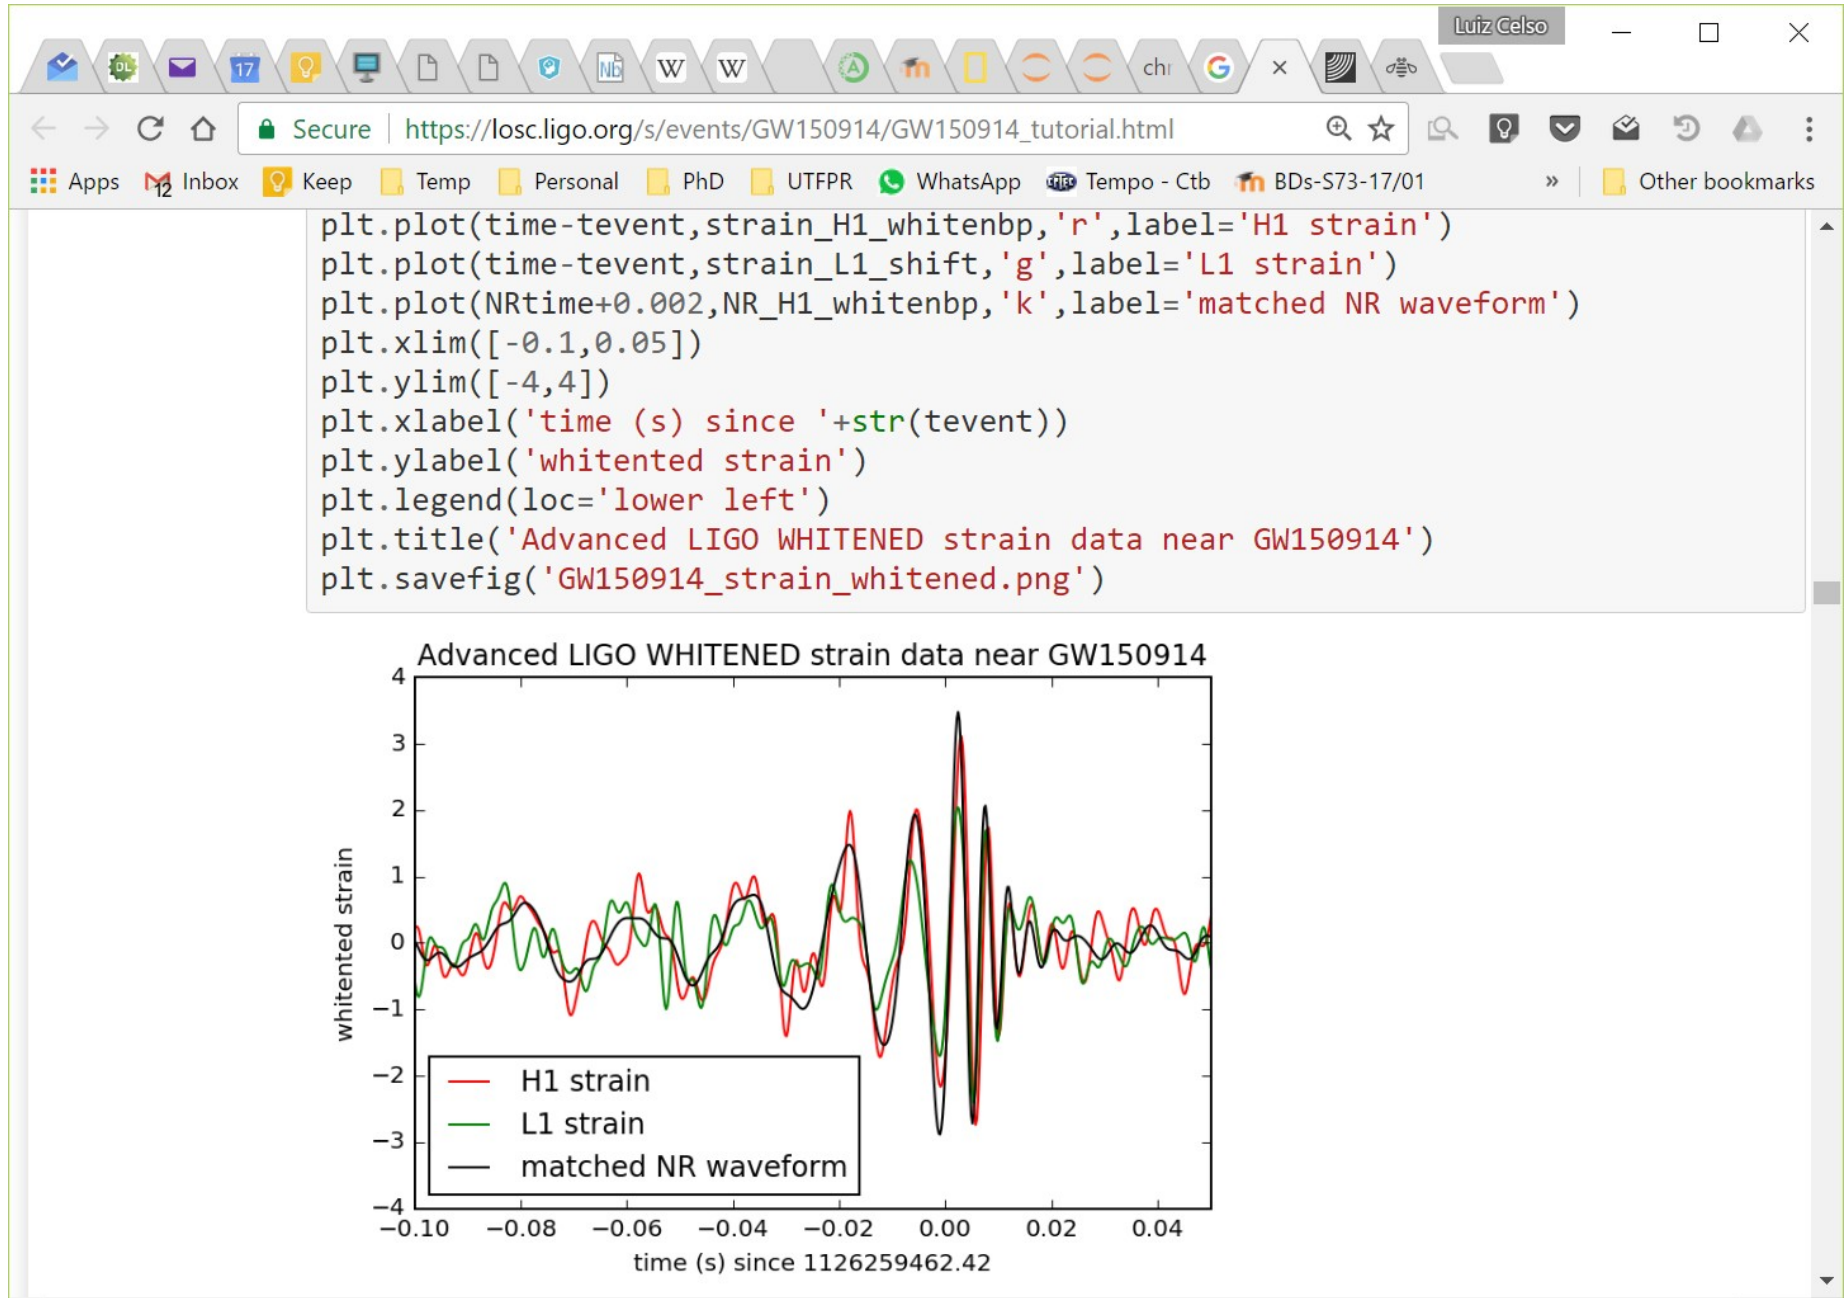 Luiz Celso
DL 17 Nb W W A m chr G
Secure https://losc.ligo.org/s/events/GW150914/GW150914_tutorial.html
Apps 12 Inbox Keep Temp Personal PhD UTFPR WhatsApp CPTEC Tempo - Ctb BDs-S73-17/01 » Other bookmarks
plt.plot(time-tevent,strain_H1_whitenbp,'r',label='H1 strain')
plt.plot(time-tevent,strain_L1_shift,'g',label='L1 strain')
plt.plot(NRtime+0.002,NR_H1_whitenbp,'k',label='matched NR waveform')
plt.xlim([-0.1,0.05])
plt.ylim([-4,4])
plt.xlabel('time (s) since '+str(tevent))
plt.ylabel('whitented strain')
plt.legend(loc='lower left')
plt.title('Advanced LIGO WHITENED strain data near GW150914')
plt.savefig('GW150914_strain_whitened.png')
Advanced LIGO WHITENED strain data near GW150914
4
3
2
1
0
−1
−2
−3
−4
whitented strain
H1 strain
L1 strain
matched NR waveform
−0.10 −0.08 −0.06 −0.04 −0.02 0.00 0.02 0.04
time (s) since 1126259462.42